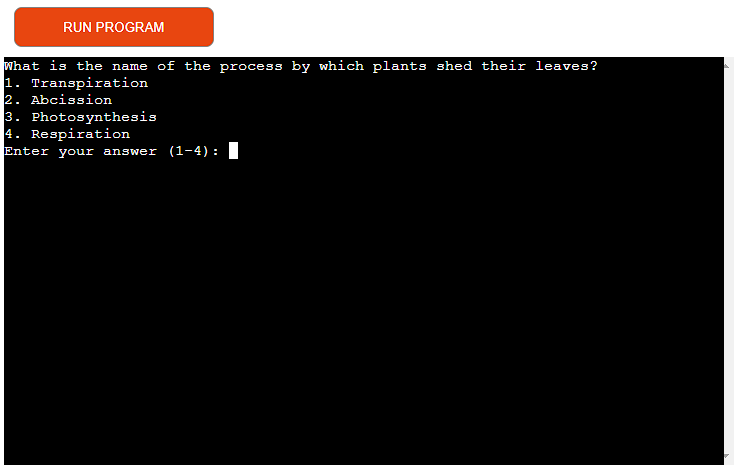 RUN PROGRAM
What is the name of the process by which plants shed their leaves?
1. Transpiration
2. Abcission
3. Photosynthesis
4. Respiration
Enter your answer (1-4):